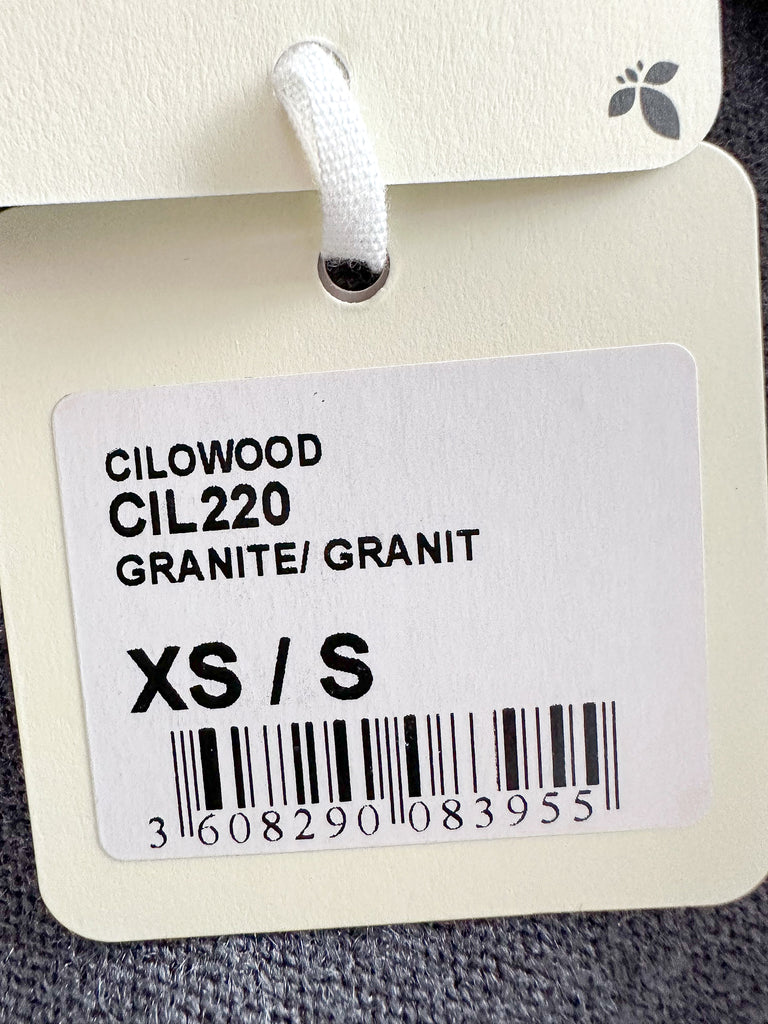 CILOWOOD
CIL220
GRANITE/ GRANIT
XS / S
3 608290 083955